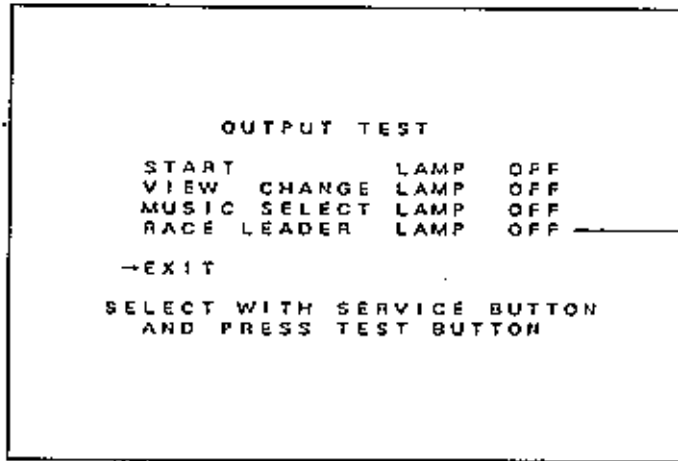 OUTPUT TEST
START LAMP OFF
VIEW CHANGE LAMP OFF
MUSIC SELECT LAMP OFF
RACE LEADER LAMP OFF
→EXIT
SELECT WITH SERVICE BUTTON
AND PRESS TEST BUTTON